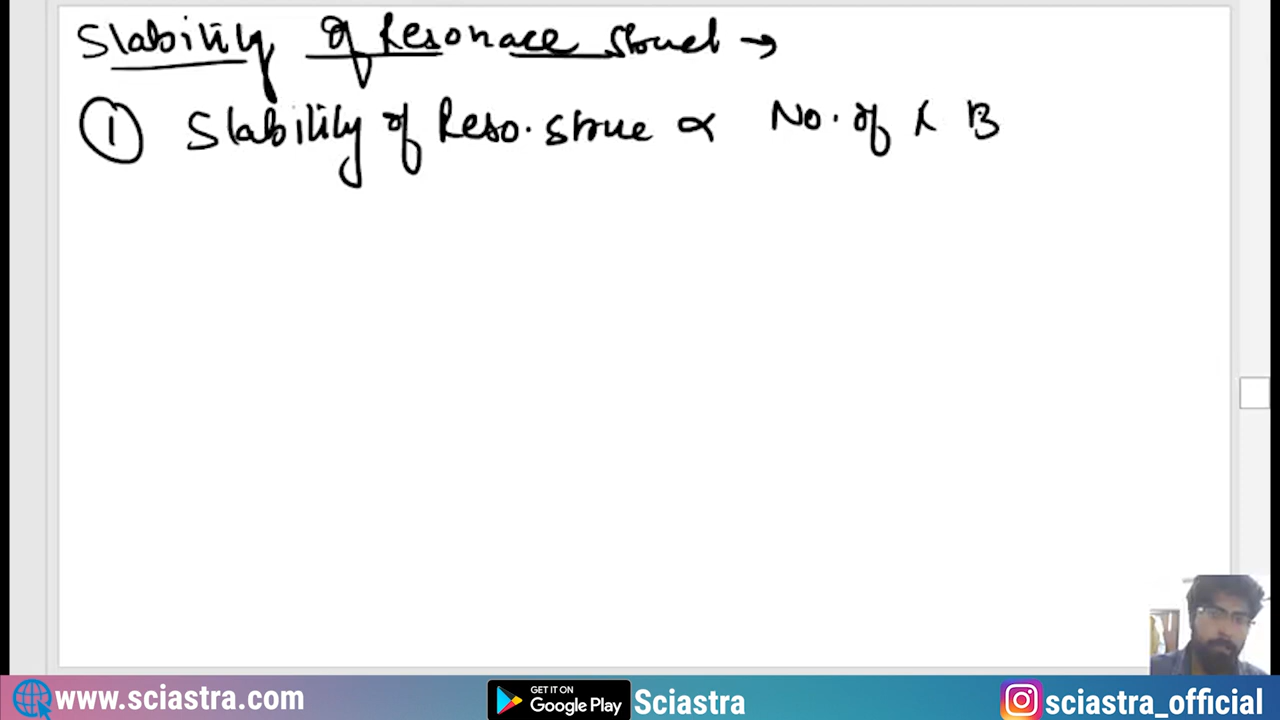 Stability of Resonace struct →
① Stability of Reso. struc ∝ No. of π B
www.sciastra.com
GET IT ON
Google Play
Sciastra
sciastra_official